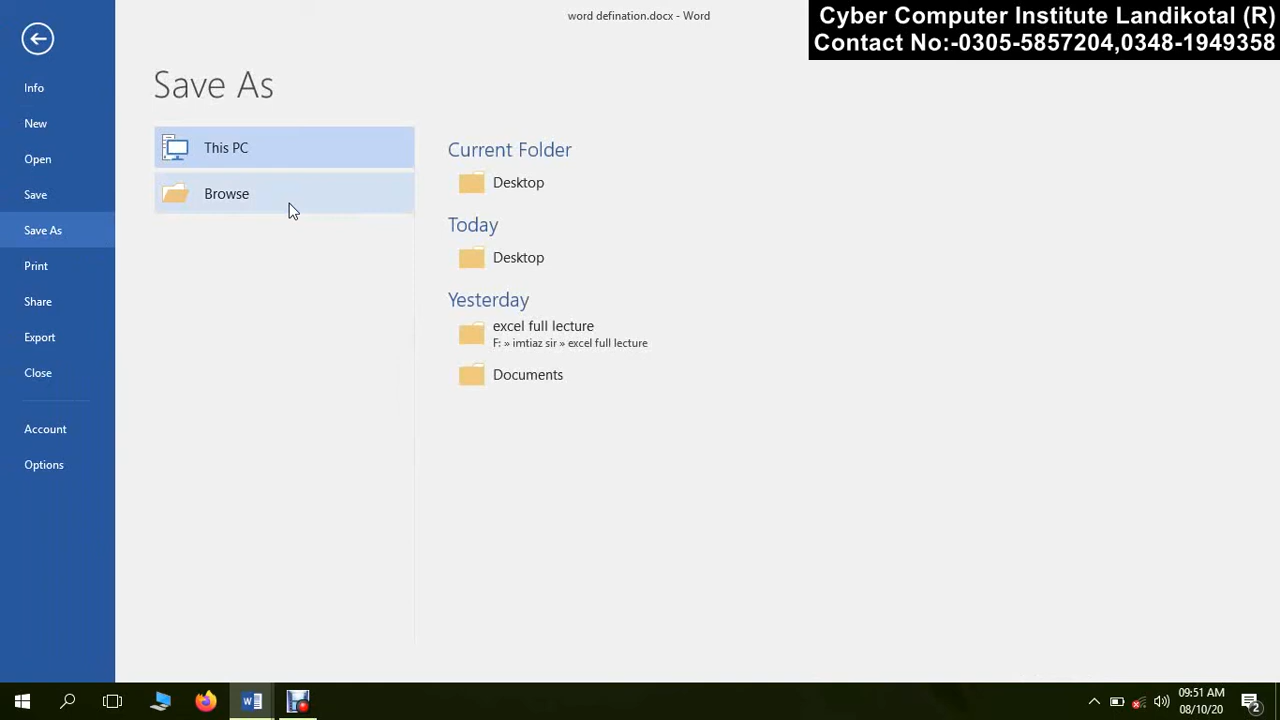 word defination.docx - Word
Cyber Computer Institute Landikotal (R)
Contact No:-0305-5857204,0348-1949358
Info
New
Open
Save
Save As
Print
Share
Export
Close
Account
Options
Save As
This PC
Browse
Current Folder
Desktop
Today
Desktop
Yesterday
excel full lecture
F: » imtiaz sir » excel full lecture
Documents
09:51 AM
08/10/20
2